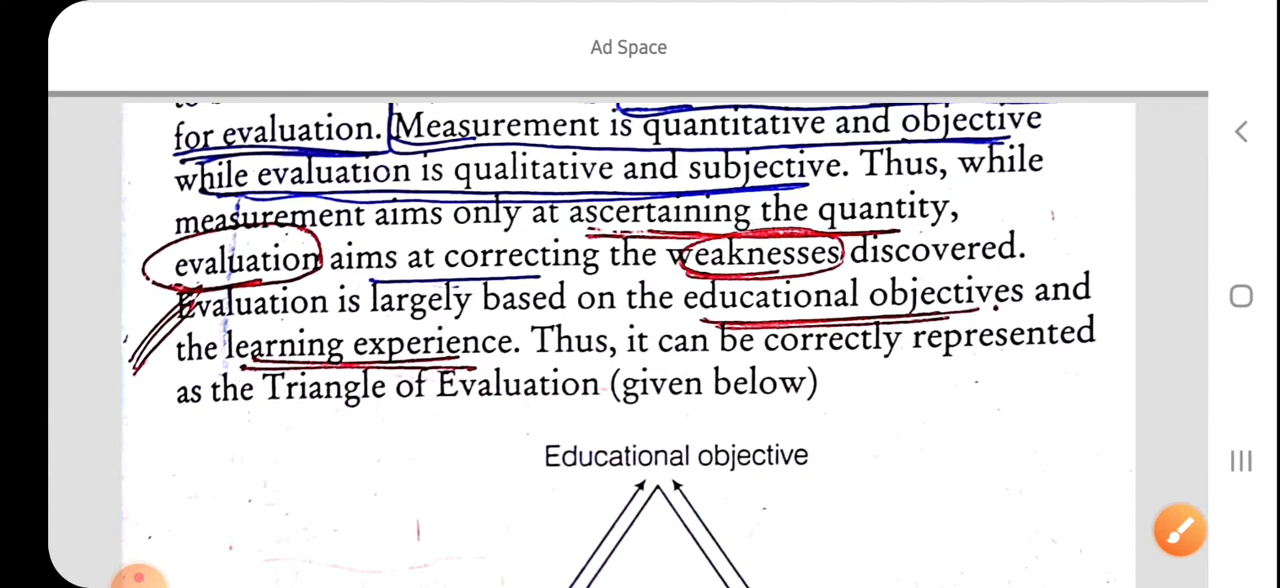 Ad Space
for evaluation. Measurement is quantitative and objective
while evaluation is qualitative and subjective. Thus, while
measurement aims only at ascertaining the quantity,
evaluation aims at correcting the weaknesses discovered.
Evaluation is largely based on the educational objectives and
the learning experience. Thus, it can be correctly represented
as the Triangle of Evaluation (given below)
Educational objective